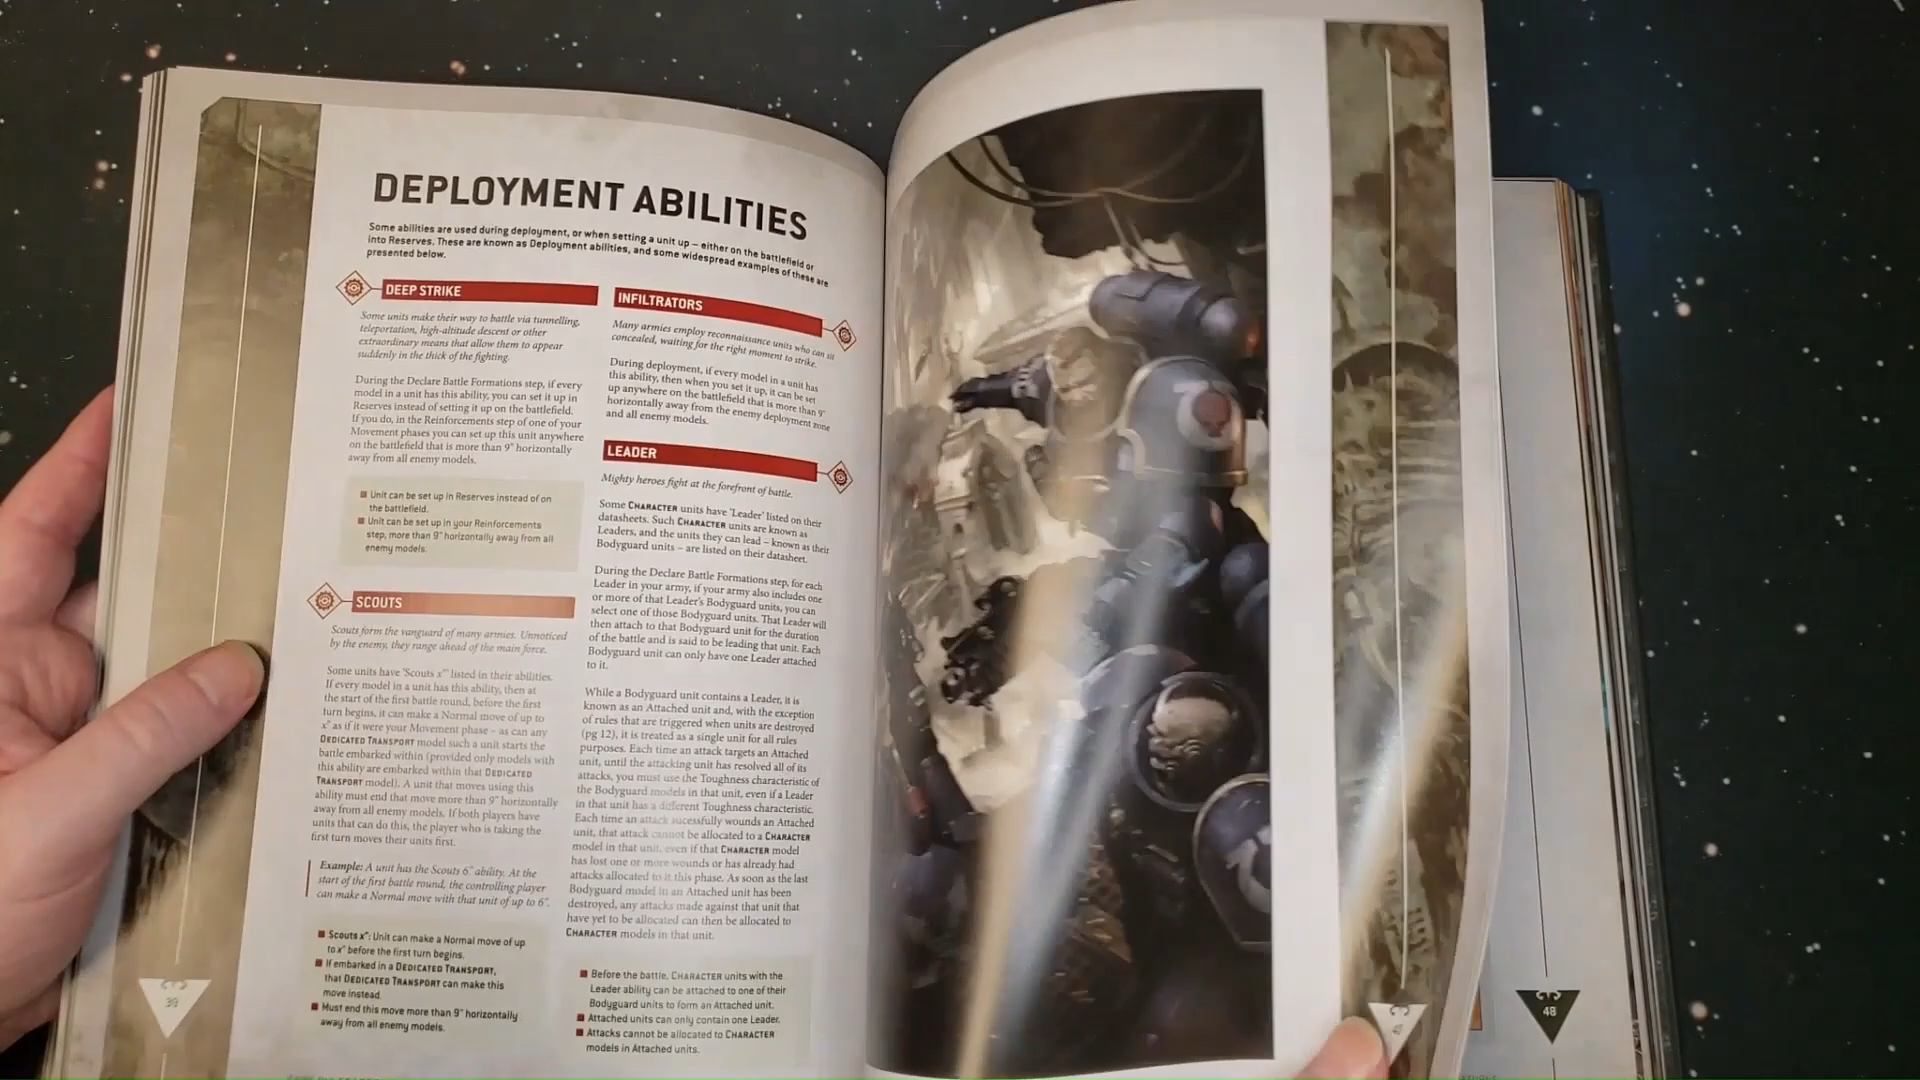 DEPLOYMENT ABILITIES
Some abilities are used during deployment, or when setting a unit up – either on the battlefield or
into Reserves. These are known as Deployment abilities, and some widespread examples of these are
presented below.
DEEP STRIKE
Some units make their way to battle via tunnelling,
teleportation, high-altitude descent or other
extraordinary means that allow them to appear
suddenly in the thick of the fighting.
During the Declare Battle Formations step, if every
model in a unit has this ability, you can set it up in
Reserves instead of setting it up on the battlefield.
If you do, in the Reinforcements step of one of your
Movement phases you can set up this unit anywhere
on the battlefield that is more than 9" horizontally
away from all enemy models.
Unit can be set up in Reserves instead of on
the battlefield.
Unit can be set up in your Reinforcements
step, more than 9" horizontally away from all
enemy models.
SCOUTS
Scouts form the vanguard of many armies. Unnoticed
by the enemy, they range ahead of the main force.
Some units have 'Scouts x"' listed in their abilities.
If every model in a unit has this ability, then at
the start of the first battle round, before the first
turn begins, it can make a Normal move of up to
x" as if it were your Movement phase – as can any
DEDICATED TRANSPORT model such a unit starts the
battle embarked within (provided only models with
this ability are embarked within that DEDICATED
TRANSPORT model). A unit that moves using this
ability must end that move more than 9" horizontally
away from all enemy models. If both players have
units that can do this, the player who is taking the
first turn moves their units first.
Example: A unit has the Scouts 6" ability. At the
start of the first battle round, the controlling player
can make a Normal move with that unit of up to 6".
Scouts x": Unit can make a Normal move of up
to x" before the first turn begins.
If embarked in a DEDICATED TRANSPORT,
that DEDICATED TRANSPORT can make this
move instead.
Must end this move more than 9" horizontally
away from all enemy models.
39
INFILTRATORS
Many armies employ reconnaissance units who can sit
concealed, waiting for the right moment to strike.
During deployment, if every model in a unit has
this ability, then when you set it up, it can be set
up anywhere on the battlefield that is more than 9"
horizontally away from the enemy deployment zone
and all enemy models.
LEADER
Mighty heroes fight at the forefront of battle.
Some CHARACTER units have 'Leader' listed on their
datasheets. Such CHARACTER units are known as
Leaders, and the units they can lead – known as their
Bodyguard units – are listed on their datasheet.
During the Declare Battle Formations step, for each
Leader in your army, if your army also includes one
or more of that Leader's Bodyguard units, you can
select one of those Bodyguard units. That Leader will
then attach to that Bodyguard unit for the duration
of the battle and is said to be leading that unit. Each
Bodyguard unit can only have one Leader attached
to it.
While a Bodyguard unit contains a Leader, it is
known as an Attached unit and, with the exception
of rules that are triggered when units are destroyed
(pg 12), it is treated as a single unit for all rules
purposes. Each time an attack targets an Attached
unit, until the attacking unit has resolved all of its
attacks, you must use the Toughness characteristic of
the Bodyguard models in that unit, even if a Leader
in that unit has a different Toughness characteristic.
Each time an attack sucessfully wounds an Attached
unit, that attack cannot be allocated to a CHARACTER
model in that unit, even if that CHARACTER model
has lost one or more wounds or has already had
attacks allocated to it this phase. As soon as the last
Bodyguard model in an Attached unit has been
destroyed, any attacks made against that unit that
have yet to be allocated can then be allocated to
CHARACTER models in that unit.
Before the battle, CHARACTER units with the
Leader ability can be attached to one of their
Bodyguard units to form an Attached unit.
Attached units can only contain one Leader.
Attacks cannot be allocated to CHARACTER
models in Attached units.
48